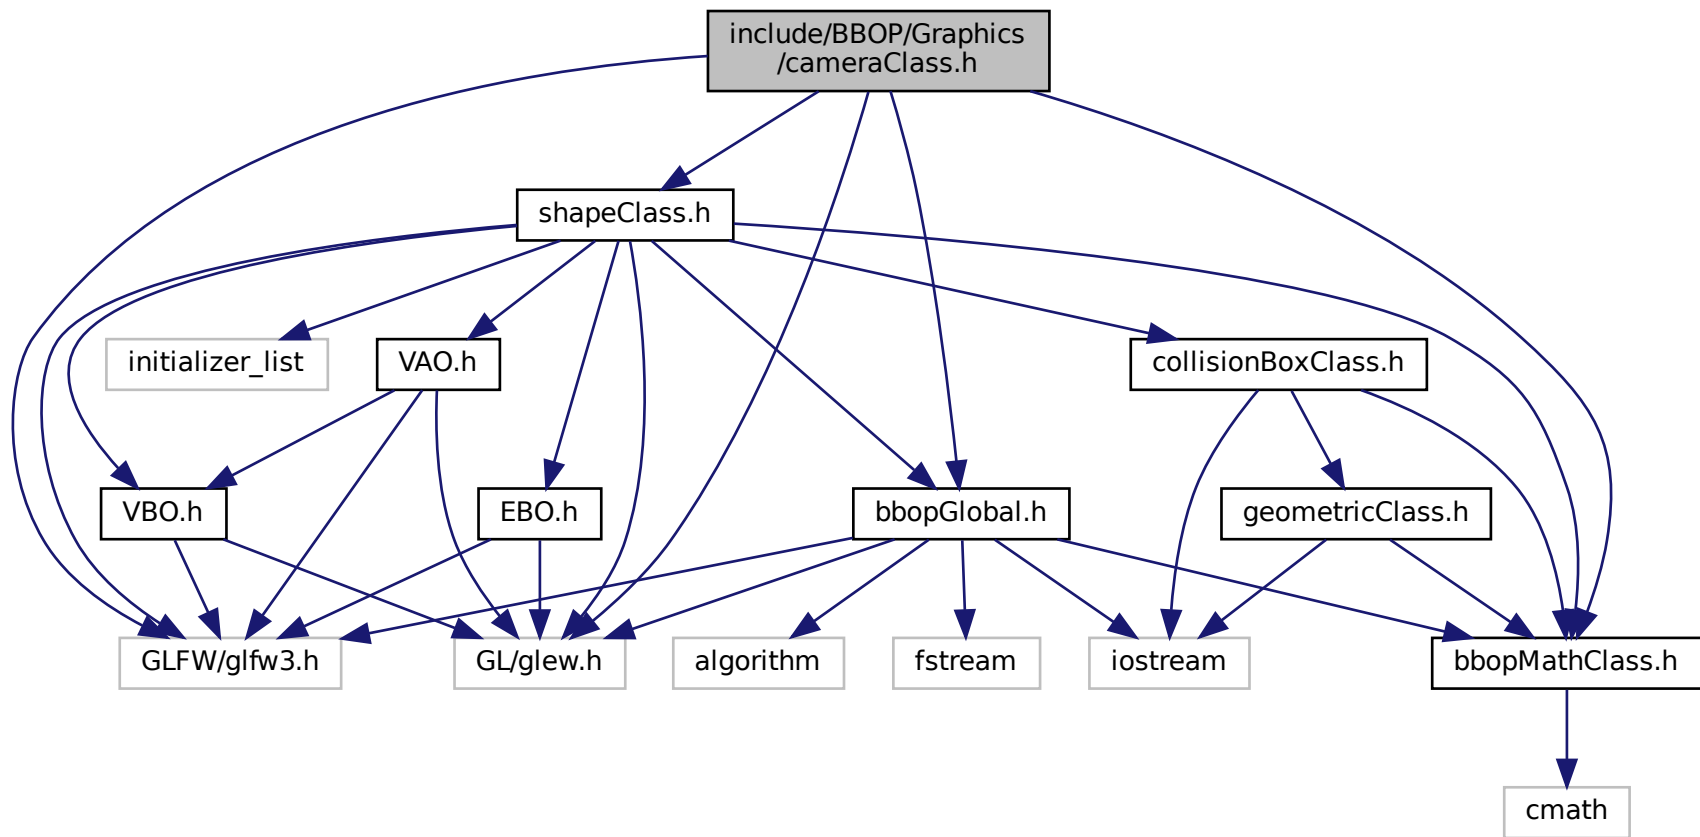 include/BBOP/Graphics
/cameraClass.h
shapeClass.h
initializer_list
VAO.h
collisionBoxClass.h
VBO.h
EBO.h
bbopGlobal.h
geometricClass.h
GLFW/glfw3.h
GL/glew.h
algorithm
fstream
iostream
bbopMathClass.h
cmath